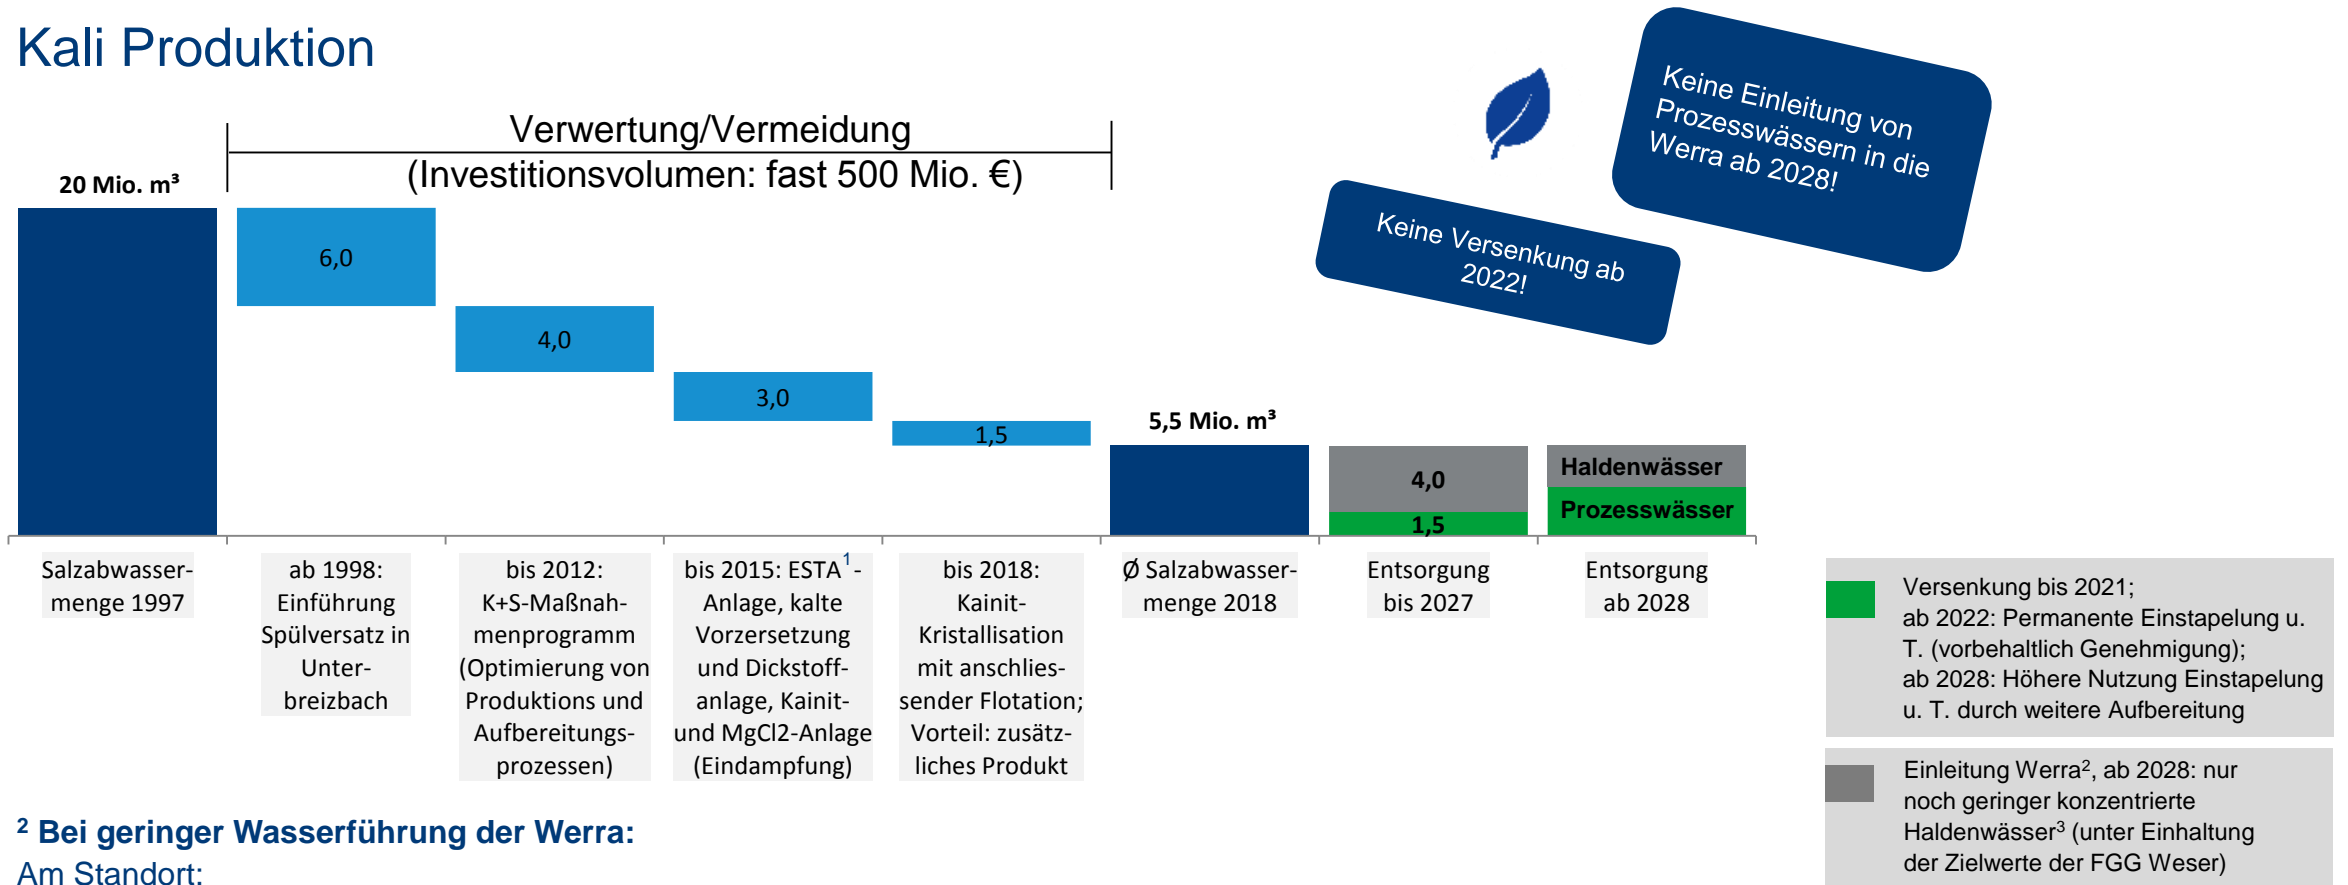 Kali Produktion
Verwertung/Vermeidung
(Investitionsvolumen: fast 500 Mio. €)
Keine Einleitung von
Prozesswässern in die
Werra ab 2028!
Keine Versenkung ab
2022!
20 Mio. m³
6,0
4,0
3,0
1,5
5,5 Mio. m³
4,0
1,5
Haldenwässer
Prozesswässer
Salzabwasser-
menge 1997
ab 1998:
Einführung
Spülversatz in
Unter-
breizbach
bis 2012:
K+S-Maßnah-
menprogramm
(Optimierung von
Produktions und
Aufbereitungs-
prozessen)
bis 2015: ESTA¹-
Anlage, kalte
Vorzersetzung
und Dickstoff-
anlage, Kainit-
und MgCl2-Anlage
(Eindampfung)
bis 2018:
Kainit-
Kristallisation
mit anschlies-
sender Flotation;
Vorteil: zusätz-
liches Produkt
Ø Salzabwasser-
menge 2018
Entsorgung
bis 2027
Entsorgung
ab 2028
Versenkung bis 2021;
ab 2022: Permanente Einstapelung u.
T. (vorbehaltlich Genehmigung);
ab 2028: Höhere Nutzung Einstapelung
u. T. durch weitere Aufbereitung
Einleitung Werra², ab 2028: nur
noch geringer konzentrierte
Haldenwässer³ (unter Einhaltung
der Zielwerte der FGG Weser)
² Bei geringer Wasserführung der Werra:
Am Standort: